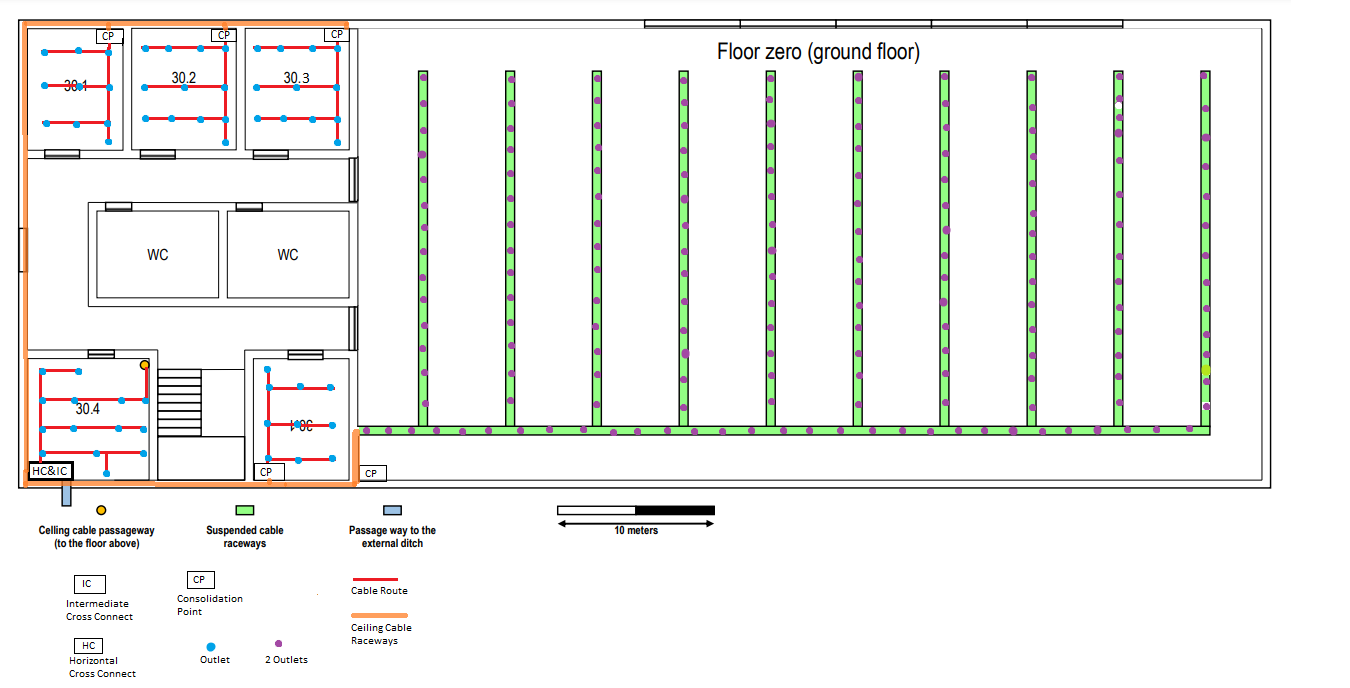 Floor zero (ground floor)
CP
CP
CP
30.1
30.2
30.3
WC
WC
30.4
HC&IC
CP
CP
Ceiling cable passageway
(to the floor above)
Suspended cable
raceways
Passage way to the
external ditch
10 meters
IC
Intermediate
Cross Connect
CP
Consolidation
Point
Cable Route
Ceiling Cable
Raceways
HC
Horizontal
Cross Connect
Outlet
2 Outlets